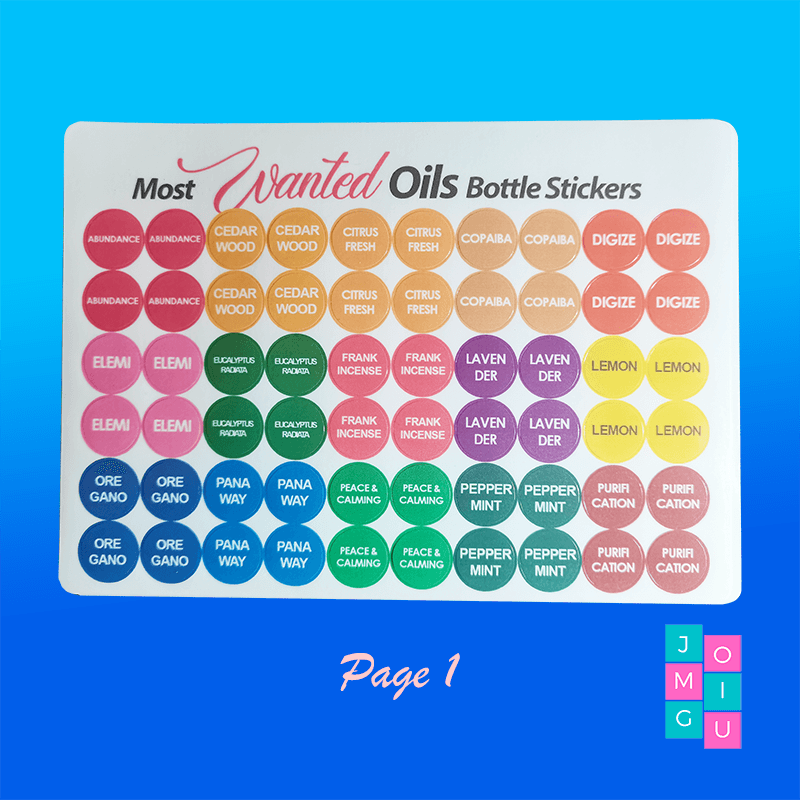 Most Wanted Oils Bottle Stickers
ABUNDANCE ABUNDANCE CEDAR WOOD CEDAR WOOD CITRUS FRESH CITRUS FRESH COPAIBA COPAIBA DIGIZE DIGIZE
ABUNDANCE ABUNDANCE CEDAR WOOD CEDAR WOOD CITRUS FRESH CITRUS FRESH COPAIBA COPAIBA DIGIZE DIGIZE
ELEMI ELEMI EUCALYPTUS RADIATA EUCALYPTUS RADIATA FRANK INCENSE FRANK INCENSE LAVEN DER LAVEN DER LEMON LEMON
ELEMI ELEMI EUCALYPTUS RADIATA EUCALYPTUS RADIATA FRANK INCENSE FRANK INCENSE LAVEN DER LAVEN DER LEMON LEMON
ORE GANO ORE GANO PANA WAY PANA WAY PEACE & CALMING PEACE & CALMING PEPPER MINT PEPPER MINT PURIFI CATION PURIFI CATION
ORE GANO ORE GANO PANA WAY PANA WAY PEACE & CALMING PEACE & CALMING PEPPER MINT PEPPER MINT PURIFI CATION PURIFI CATION
Page 1
J O
M I
G U